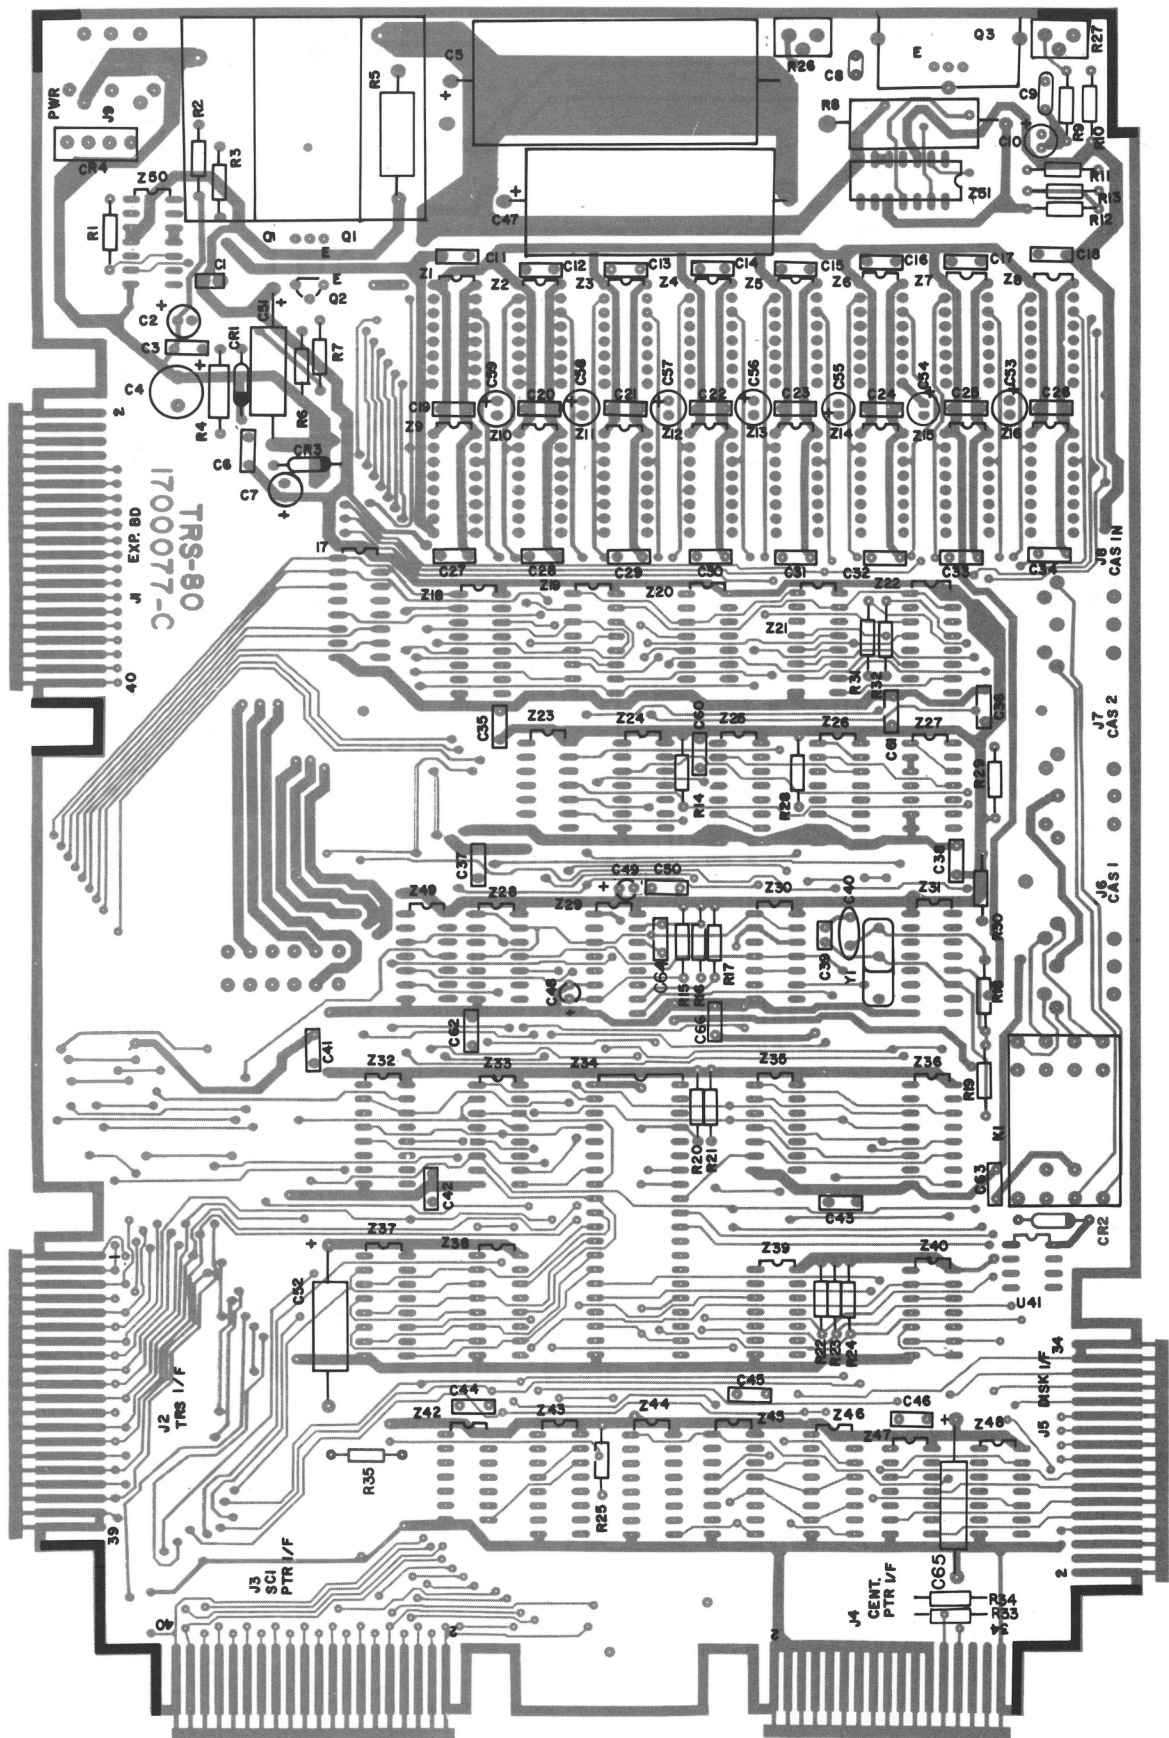 PWR
J9
CR4
R2
R3
R5
C5
+
R26
C8
E
Q3
R27
R8
C9
R9
R10
C10
+
Z50
R1
C47
+
Z51
R11
R13
R12
Q1
E
C1
E
Q2
C2
+
C3
C4
+
CR1
C51
+
R4
R6
R7
C6
CR3
C7
+
Z1
C11
Z2
C12
Z3
C13
Z4
C14
Z5
C15
Z6
C16
Z7
C17
Z8
C18
C59
C58
C57
C56
C55
C54
C53
C19
C20
C21
C22
C23
C24
C25
C26
Z9
Z10
Z11
Z12
Z13
Z14
Z15
Z16
2
J1
EXP. BD
40
TRS-80
1700077-C
17
C27
C28
C29
C30
C31
C32
C33
C34
J8
CAS IN
Z18
Z19
Z20
Z21
Z22
R31
R32
C35
Z23
Z24
C60
Z25
Z26
C61
Z27
C36
J7
CAS 2
R14
R28
R29
C37
C49
+
C50
C38
Z49
Z28
Z29
Z30
C40
Z31
R30
J6
CAS 1
C48
+
C64
R15
R16
R17
C39
Y1
R18
C41
C62
C66
Z32
Z33
Z34
Z35
Z36
R19
R20
R21
K1
C42
C43
C63
CR2
1
Z37
Z38
Z39
Z40
U41
C52
+
R22
R23
R24
J2
TRS I/F
39
34
DISK I/F
J5
2
C44
C45
C46
+
Z42
Z43
Z44
Z45
Z46
Z47
Z48
R35
R25
C65
J3
SCI
PTR I/F
40
2
J4
CENT.
PTR I/F
R34
R33
2